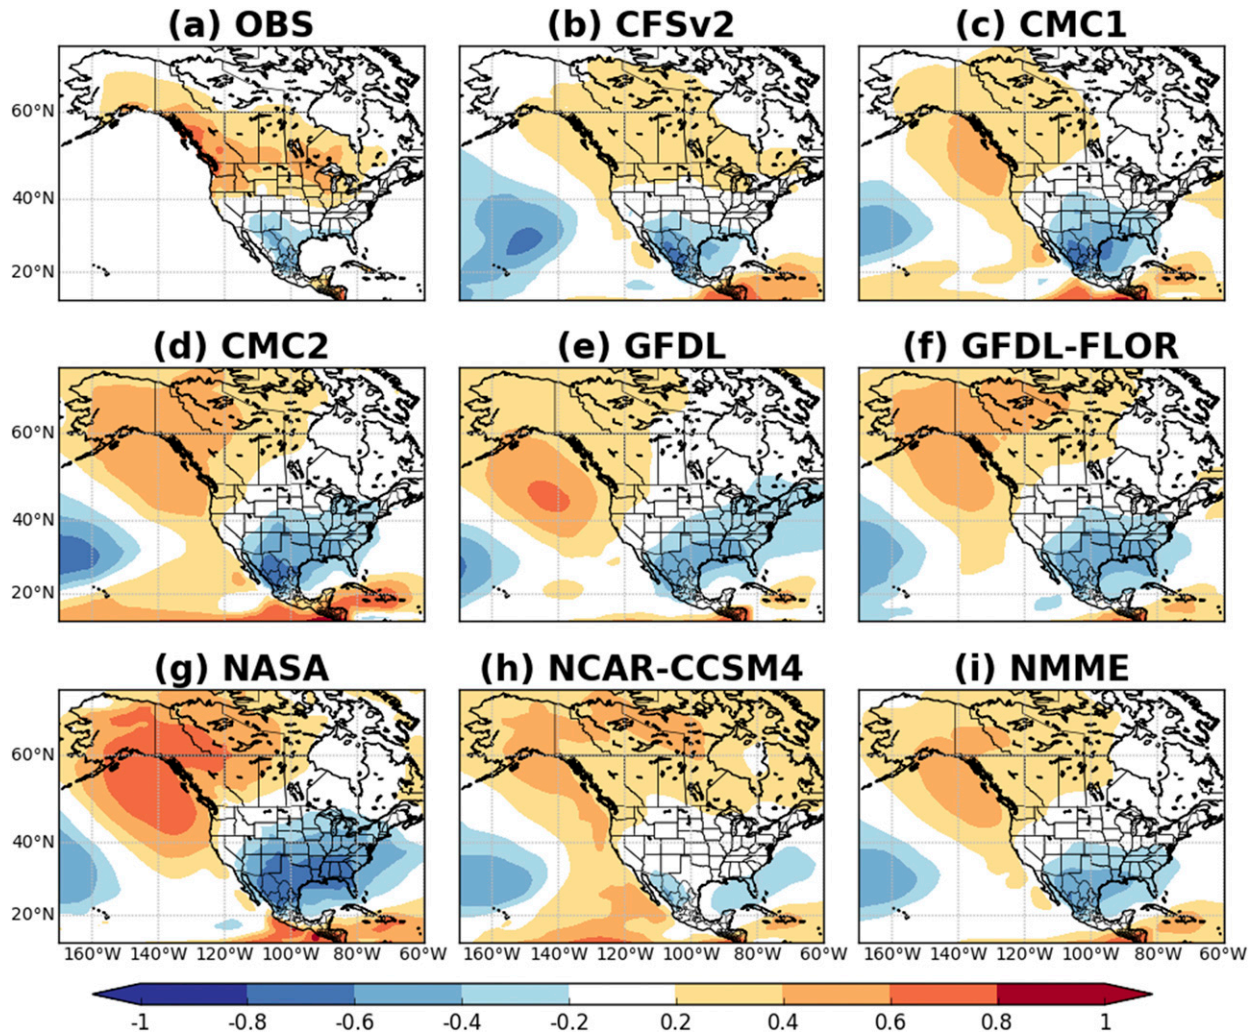 (a) OBS (b) CFSv2 (c) CMC1
60°N
40°N
20°N
(d) CMC2 (e) GFDL (f) GFDL-FLOR
60°N
40°N
20°N
(g) NASA (h) NCAR-CCSM4 (i) NMME
60°N
40°N
20°N
160°W 140°W 120°W 100°W 80°W 60°W 160°W 140°W 120°W 100°W 80°W 60°W 160°W 140°W 120°W 100°W 80°W 60°W
-1 -0.8 -0.6 -0.4 -0.2 0.2 0.4 0.6 0.8 1